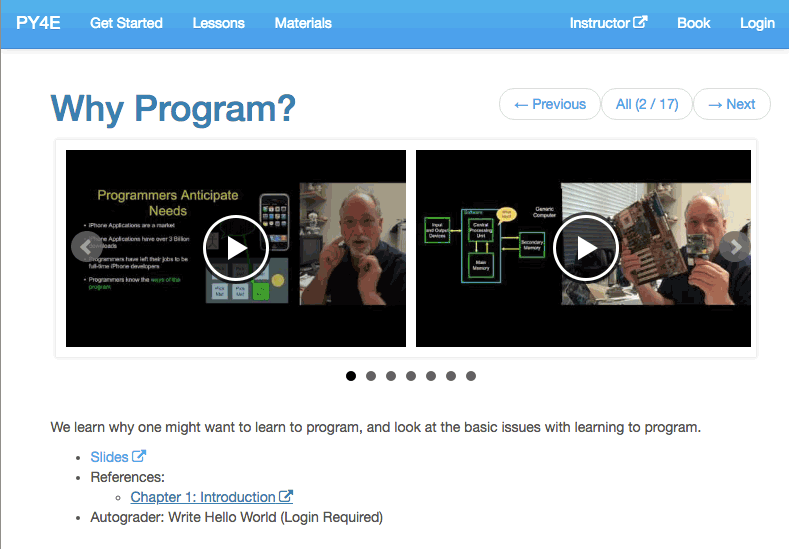 PY4E Get Started Lessons Materials Instructor Book Login
Why Program?
← Previous All (2 / 17) → Next
Programmers Anticipate
Needs
iPhone Applications are a market
iPhone Applications have over 3 Billion
Programmers have left their jobs to be
full-time iPhone developers
Programmers know the ways of the
program
Software
What Next?
Generic
Computer
Input
and Output
Devices
Central
Processing
Unit
Secondary
Memory
Main
Memory
We learn why one might want to learn to program, and look at the basic issues with learning to program.
• Slides
• References:
◦ Chapter 1: Introduction
• Autograder: Write Hello World (Login Required)